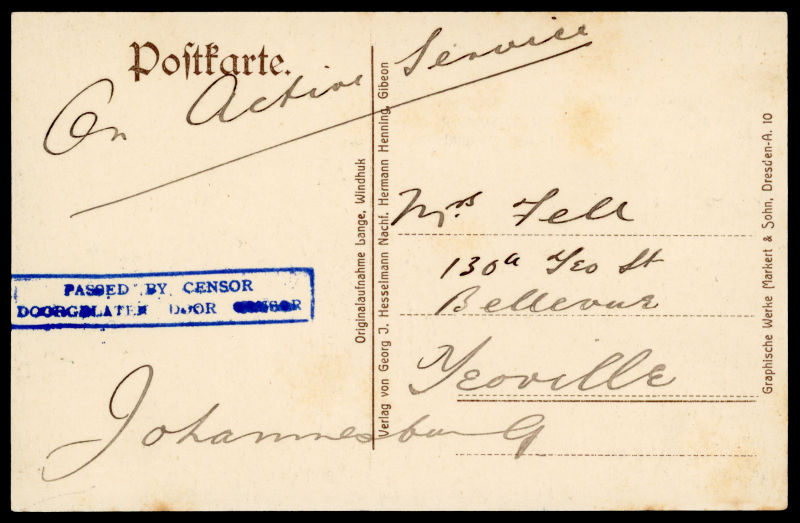 Poſtkarte.
On Active Service
Mrs. Fell
130a Yeo St
Bellevue
Yeoville
Johannesburg
PASSED BY CENSOR
DOORGELATEN DOOR CENSOR
Originalaufnahme Lange, Windhuk
Verlag von Georg J. Hesselmann Nachf. Hermann Henning, Gibeon
Graphische Werke Markert & Sohn, Dresden-A. 10